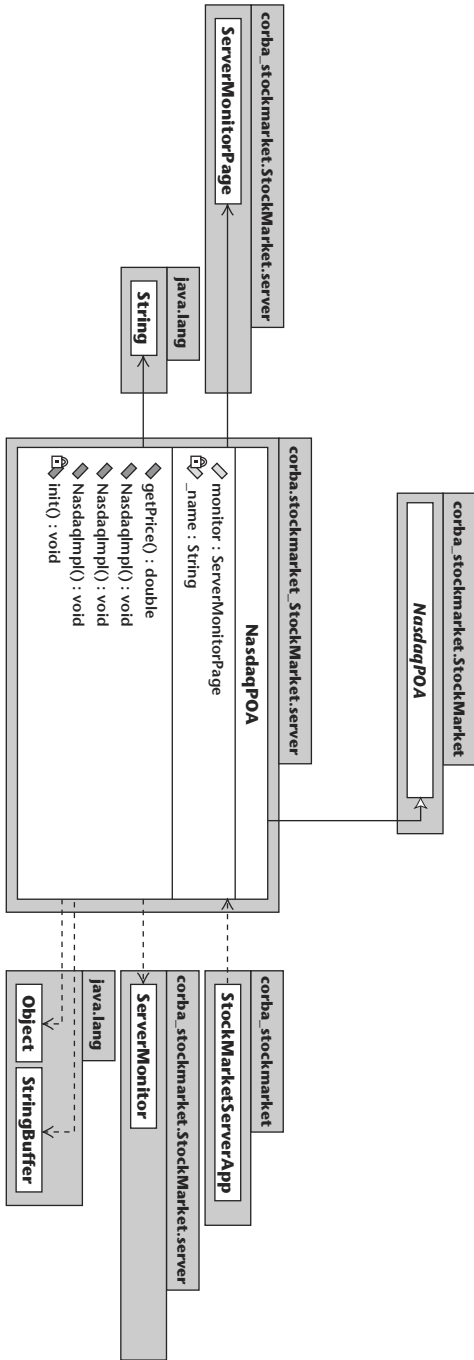 corba_stockmarket.StockMarket
NasdaqPOA
corba_stockmarket.StockMarket.server
ServerMonitorPage
java.lang
String
corba.stockmarket_StockMarket.server
NasdaqPOA
monitor : ServerMonitorPage
_name : String
getPrice() : double
NasdaqImpl() : void
NasdaqImpl() : void
NasdaqImpl() : void
init() : void
corba_stockmarket
StockMarketServerApp
corba_stockmarket.StockMarket.server
ServerMonitor
java.lang
Object
StringBuffer